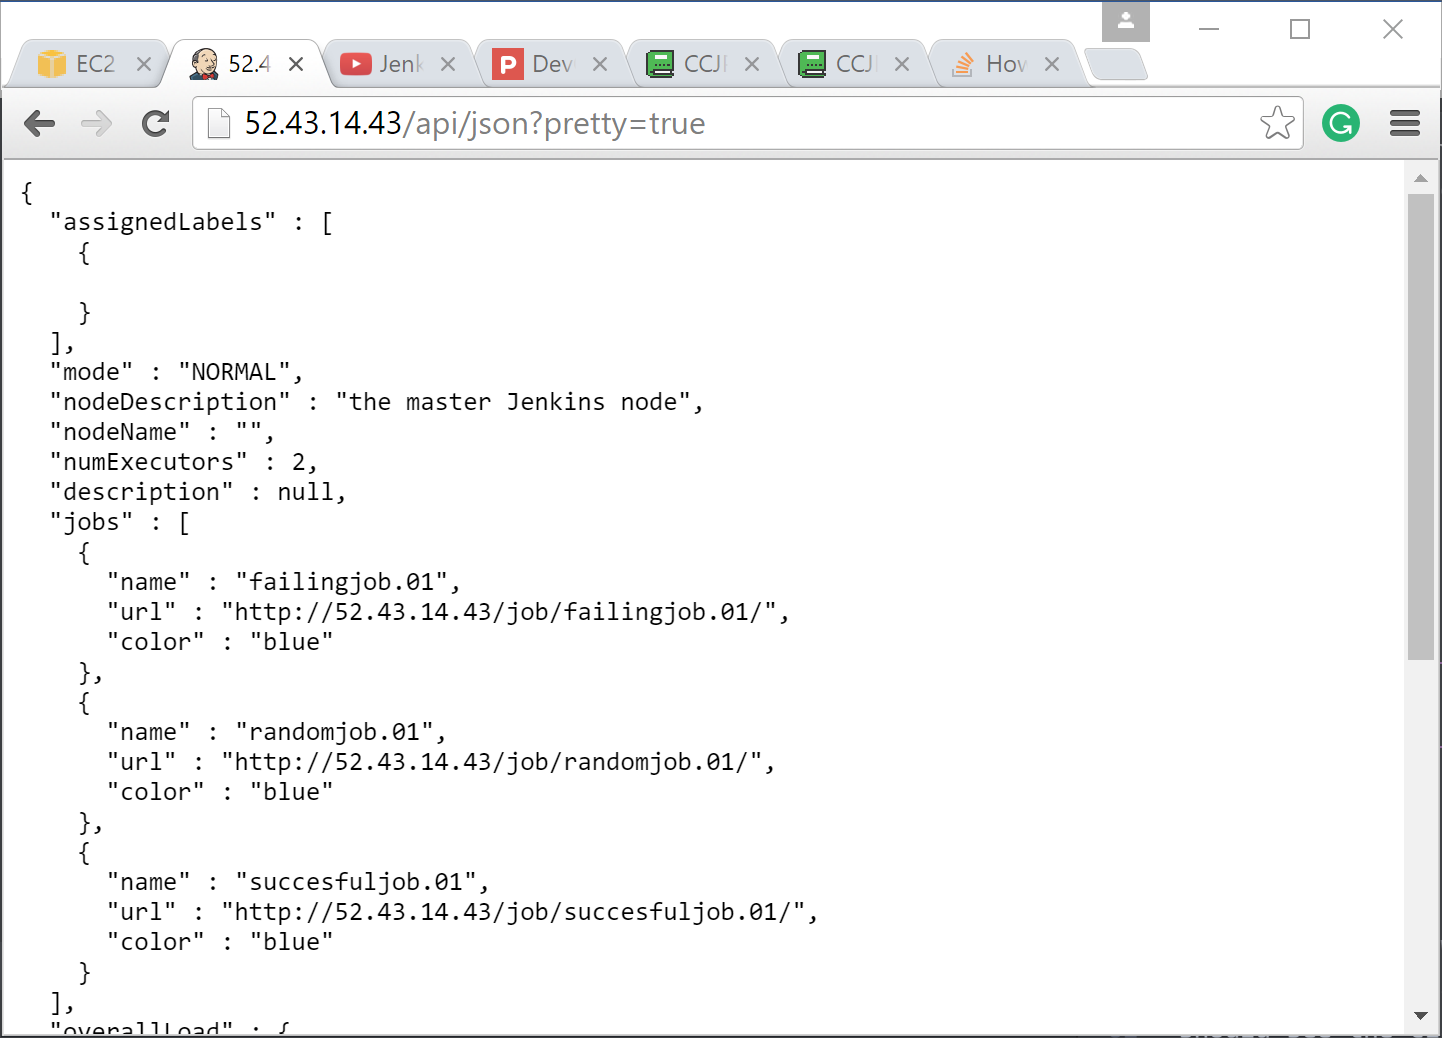 EC2
52.4
Jenk
Dev
CCJ
CCJ
How
52.43.14.43/api/json?pretty=true
{
"assignedLabels" : [
{
}
],
"mode" : "NORMAL",
"nodeDescription" : "the master Jenkins node",
"nodeName" : "",
"numExecutors" : 2,
"description" : null,
"jobs" : [
{
"name" : "failingjob.01",
"url" : "http://52.43.14.43/job/failingjob.01/",
"color" : "blue"
},
{
"name" : "randomjob.01",
"url" : "http://52.43.14.43/job/randomjob.01/",
"color" : "blue"
},
{
"name" : "succesfuljob.01",
"url" : "http://52.43.14.43/job/succesfuljob.01/",
"color" : "blue"
}
],
"overallLoad" : {